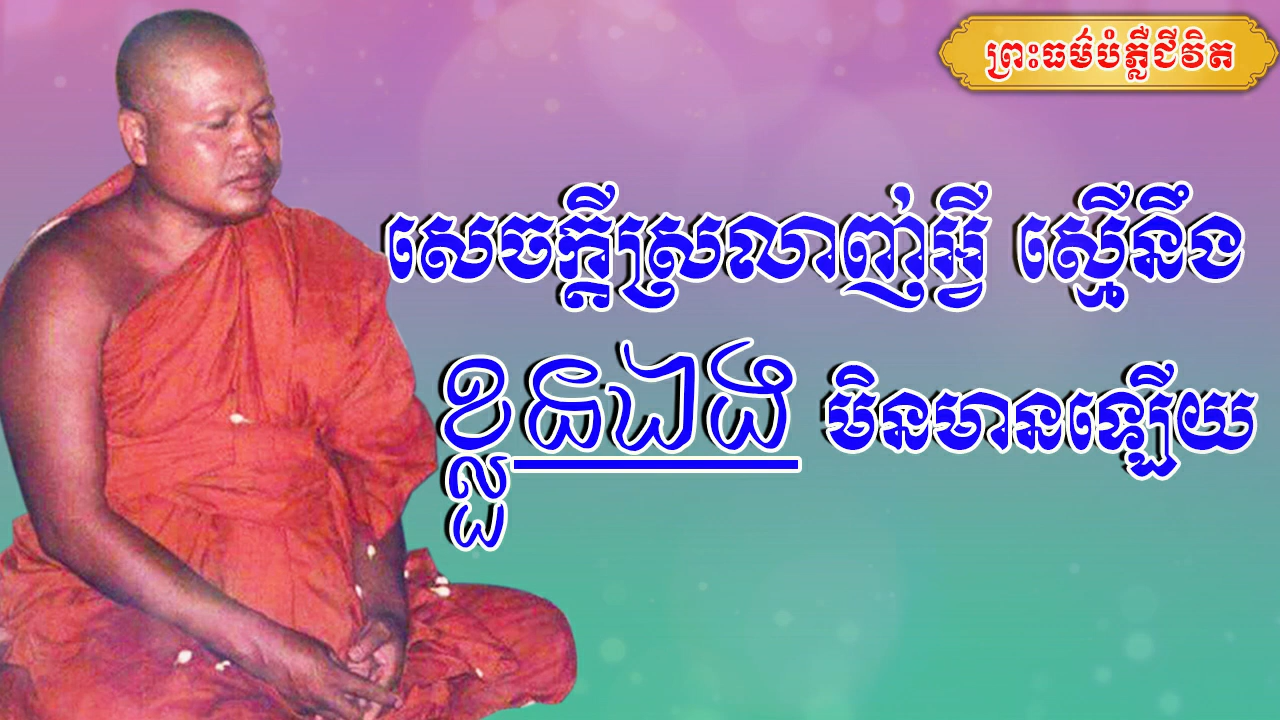 ព្រះធម៌បំភ្លឺជីវិត
សេចក្ដីស្រលាញ់អ្វី ស្មើនឹង
ខ្លួនឯង មិនមានឡើយ